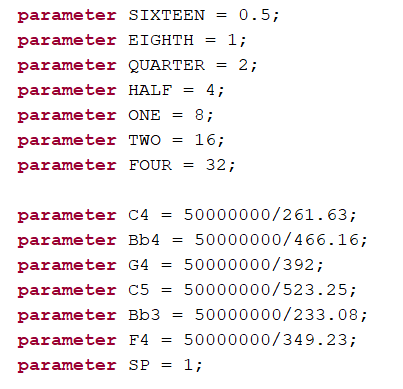 parameter SIXTEEN = 0.5;
parameter EIGHTH = 1;
parameter QUARTER = 2;
parameter HALF = 4;
parameter ONE = 8;
parameter TWO = 16;
parameter FOUR = 32;
parameter C4 = 50000000/261.63;
parameter Bb4 = 50000000/466.16;
parameter G4 = 50000000/392;
parameter C5 = 50000000/523.25;
parameter Bb3 = 50000000/233.08;
parameter F4 = 50000000/349.23;
parameter SP = 1;